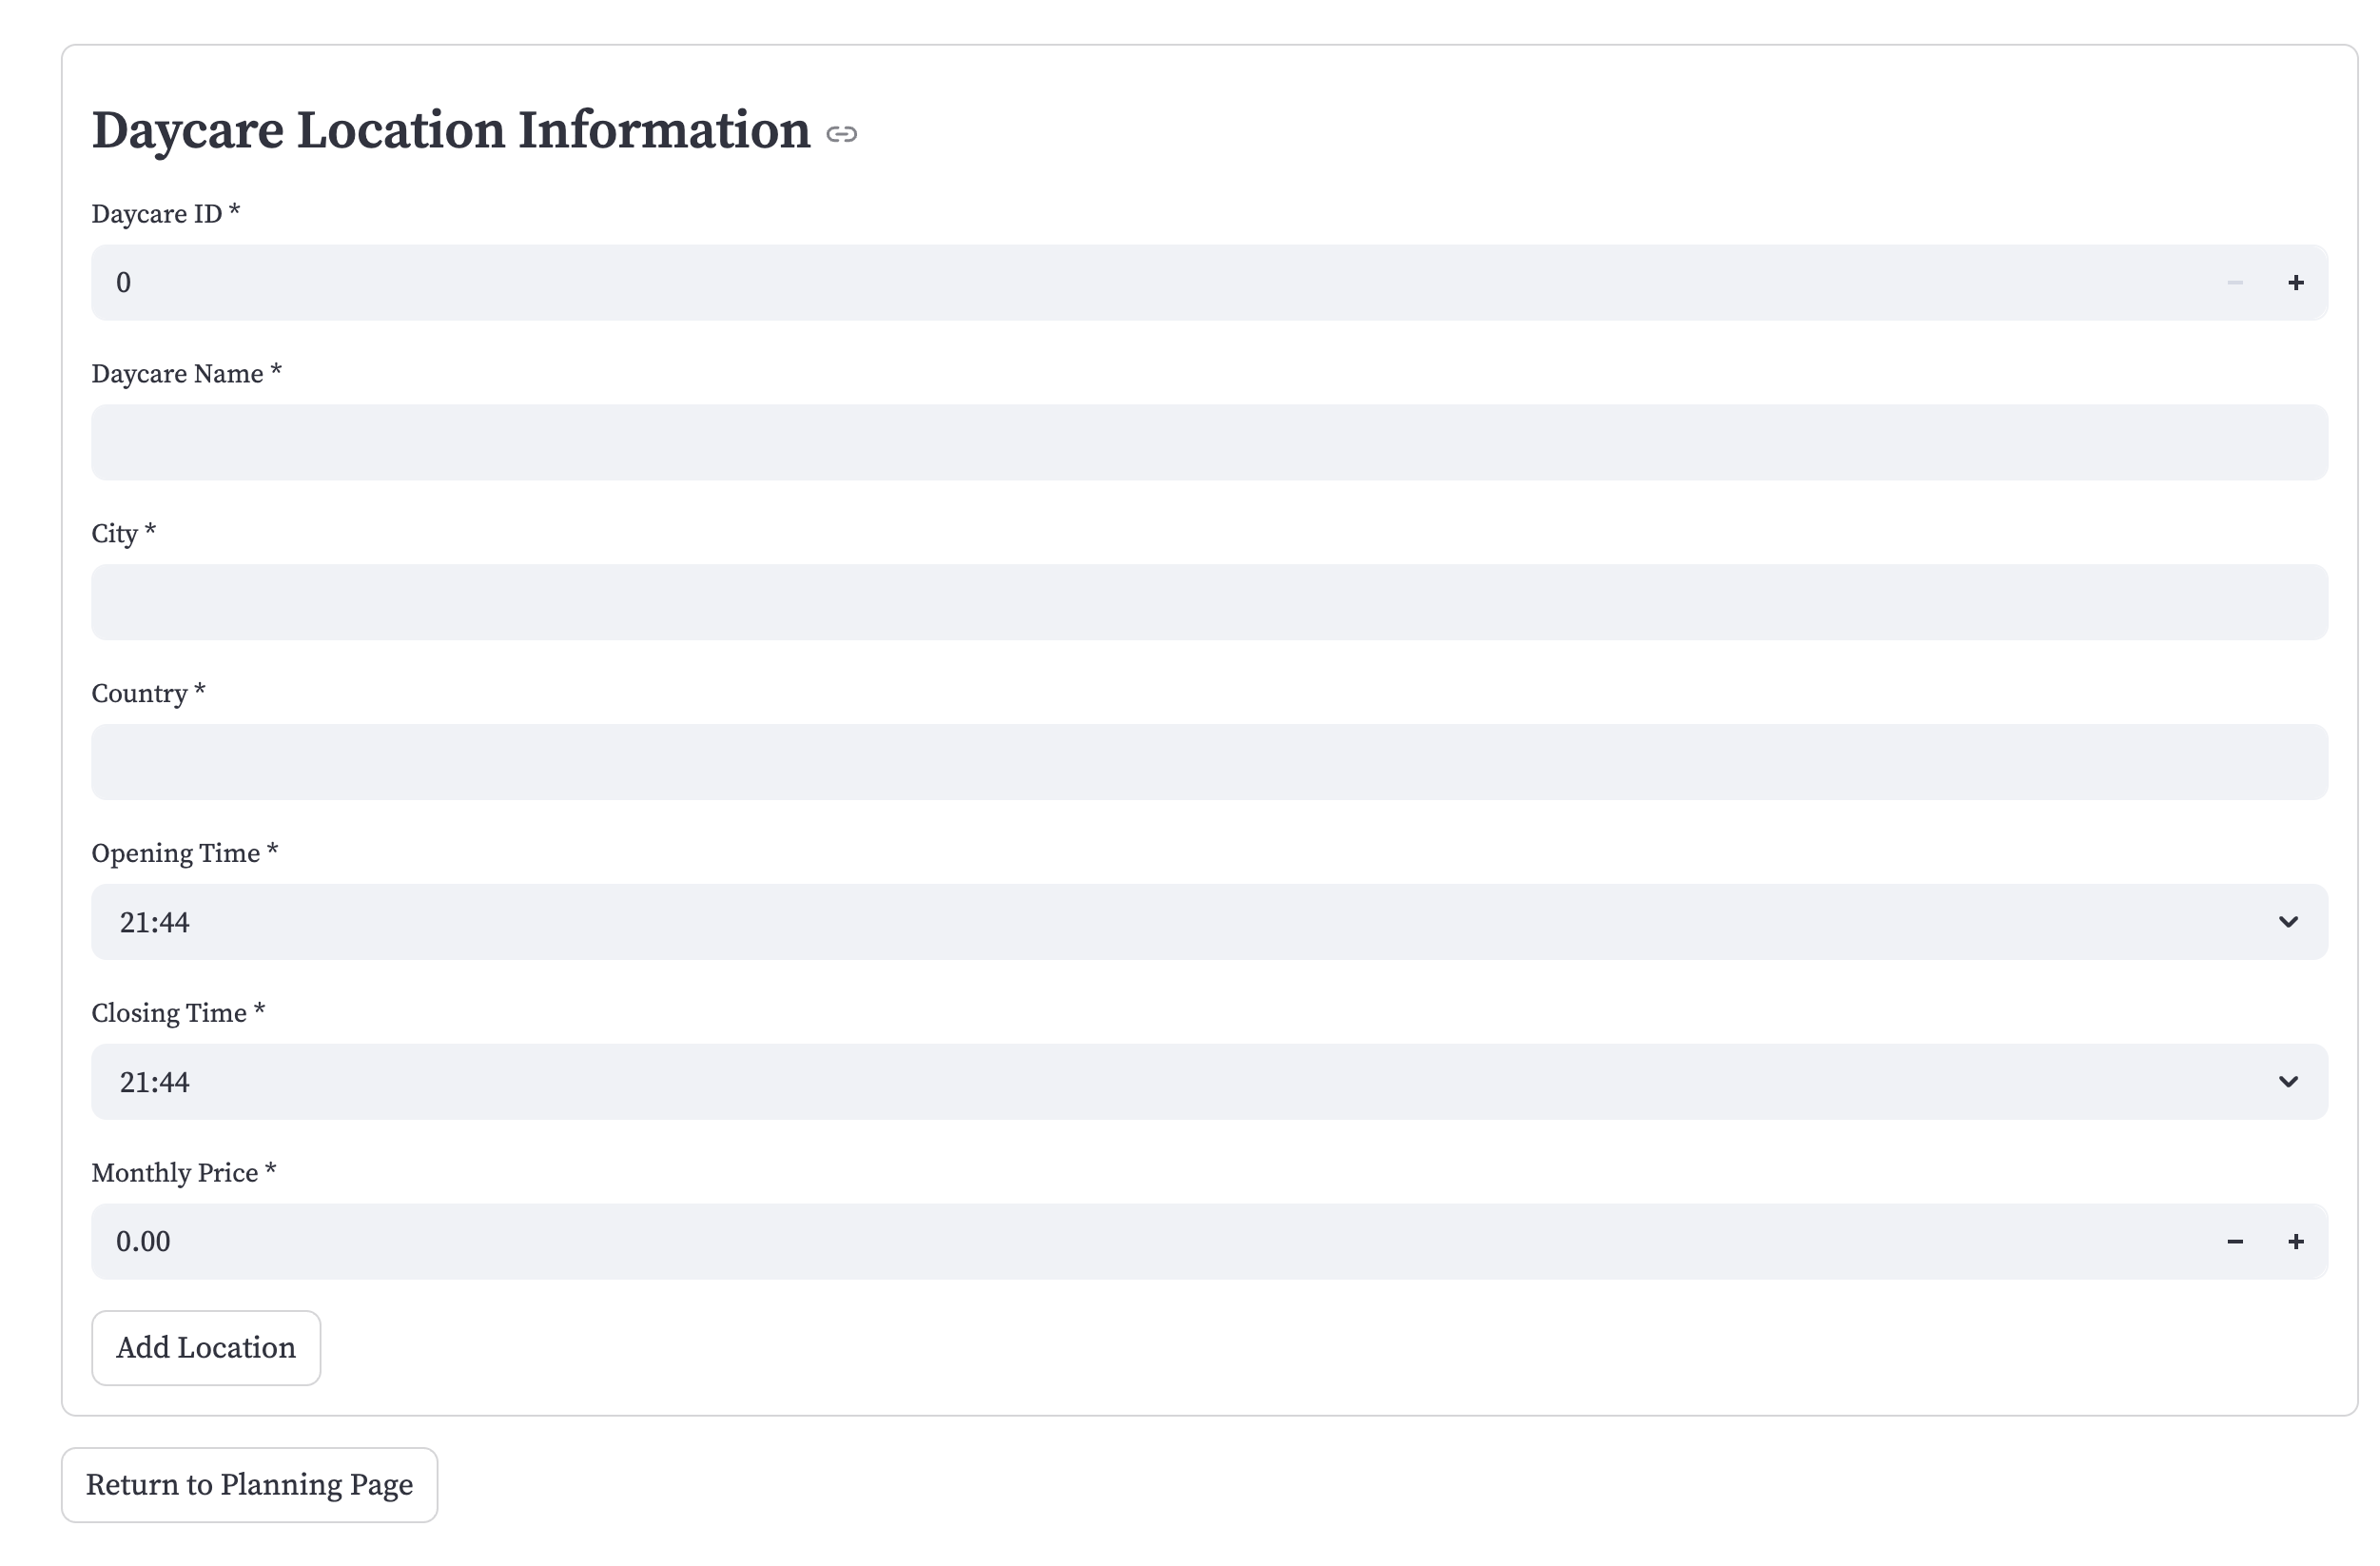 Daycare Location Information
Daycare ID *
0
Daycare Name *
City *
Country *
Opening Time *
21:44
Closing Time *
21:44
Monthly Price *
0.00
Add Location
Return to Planning Page